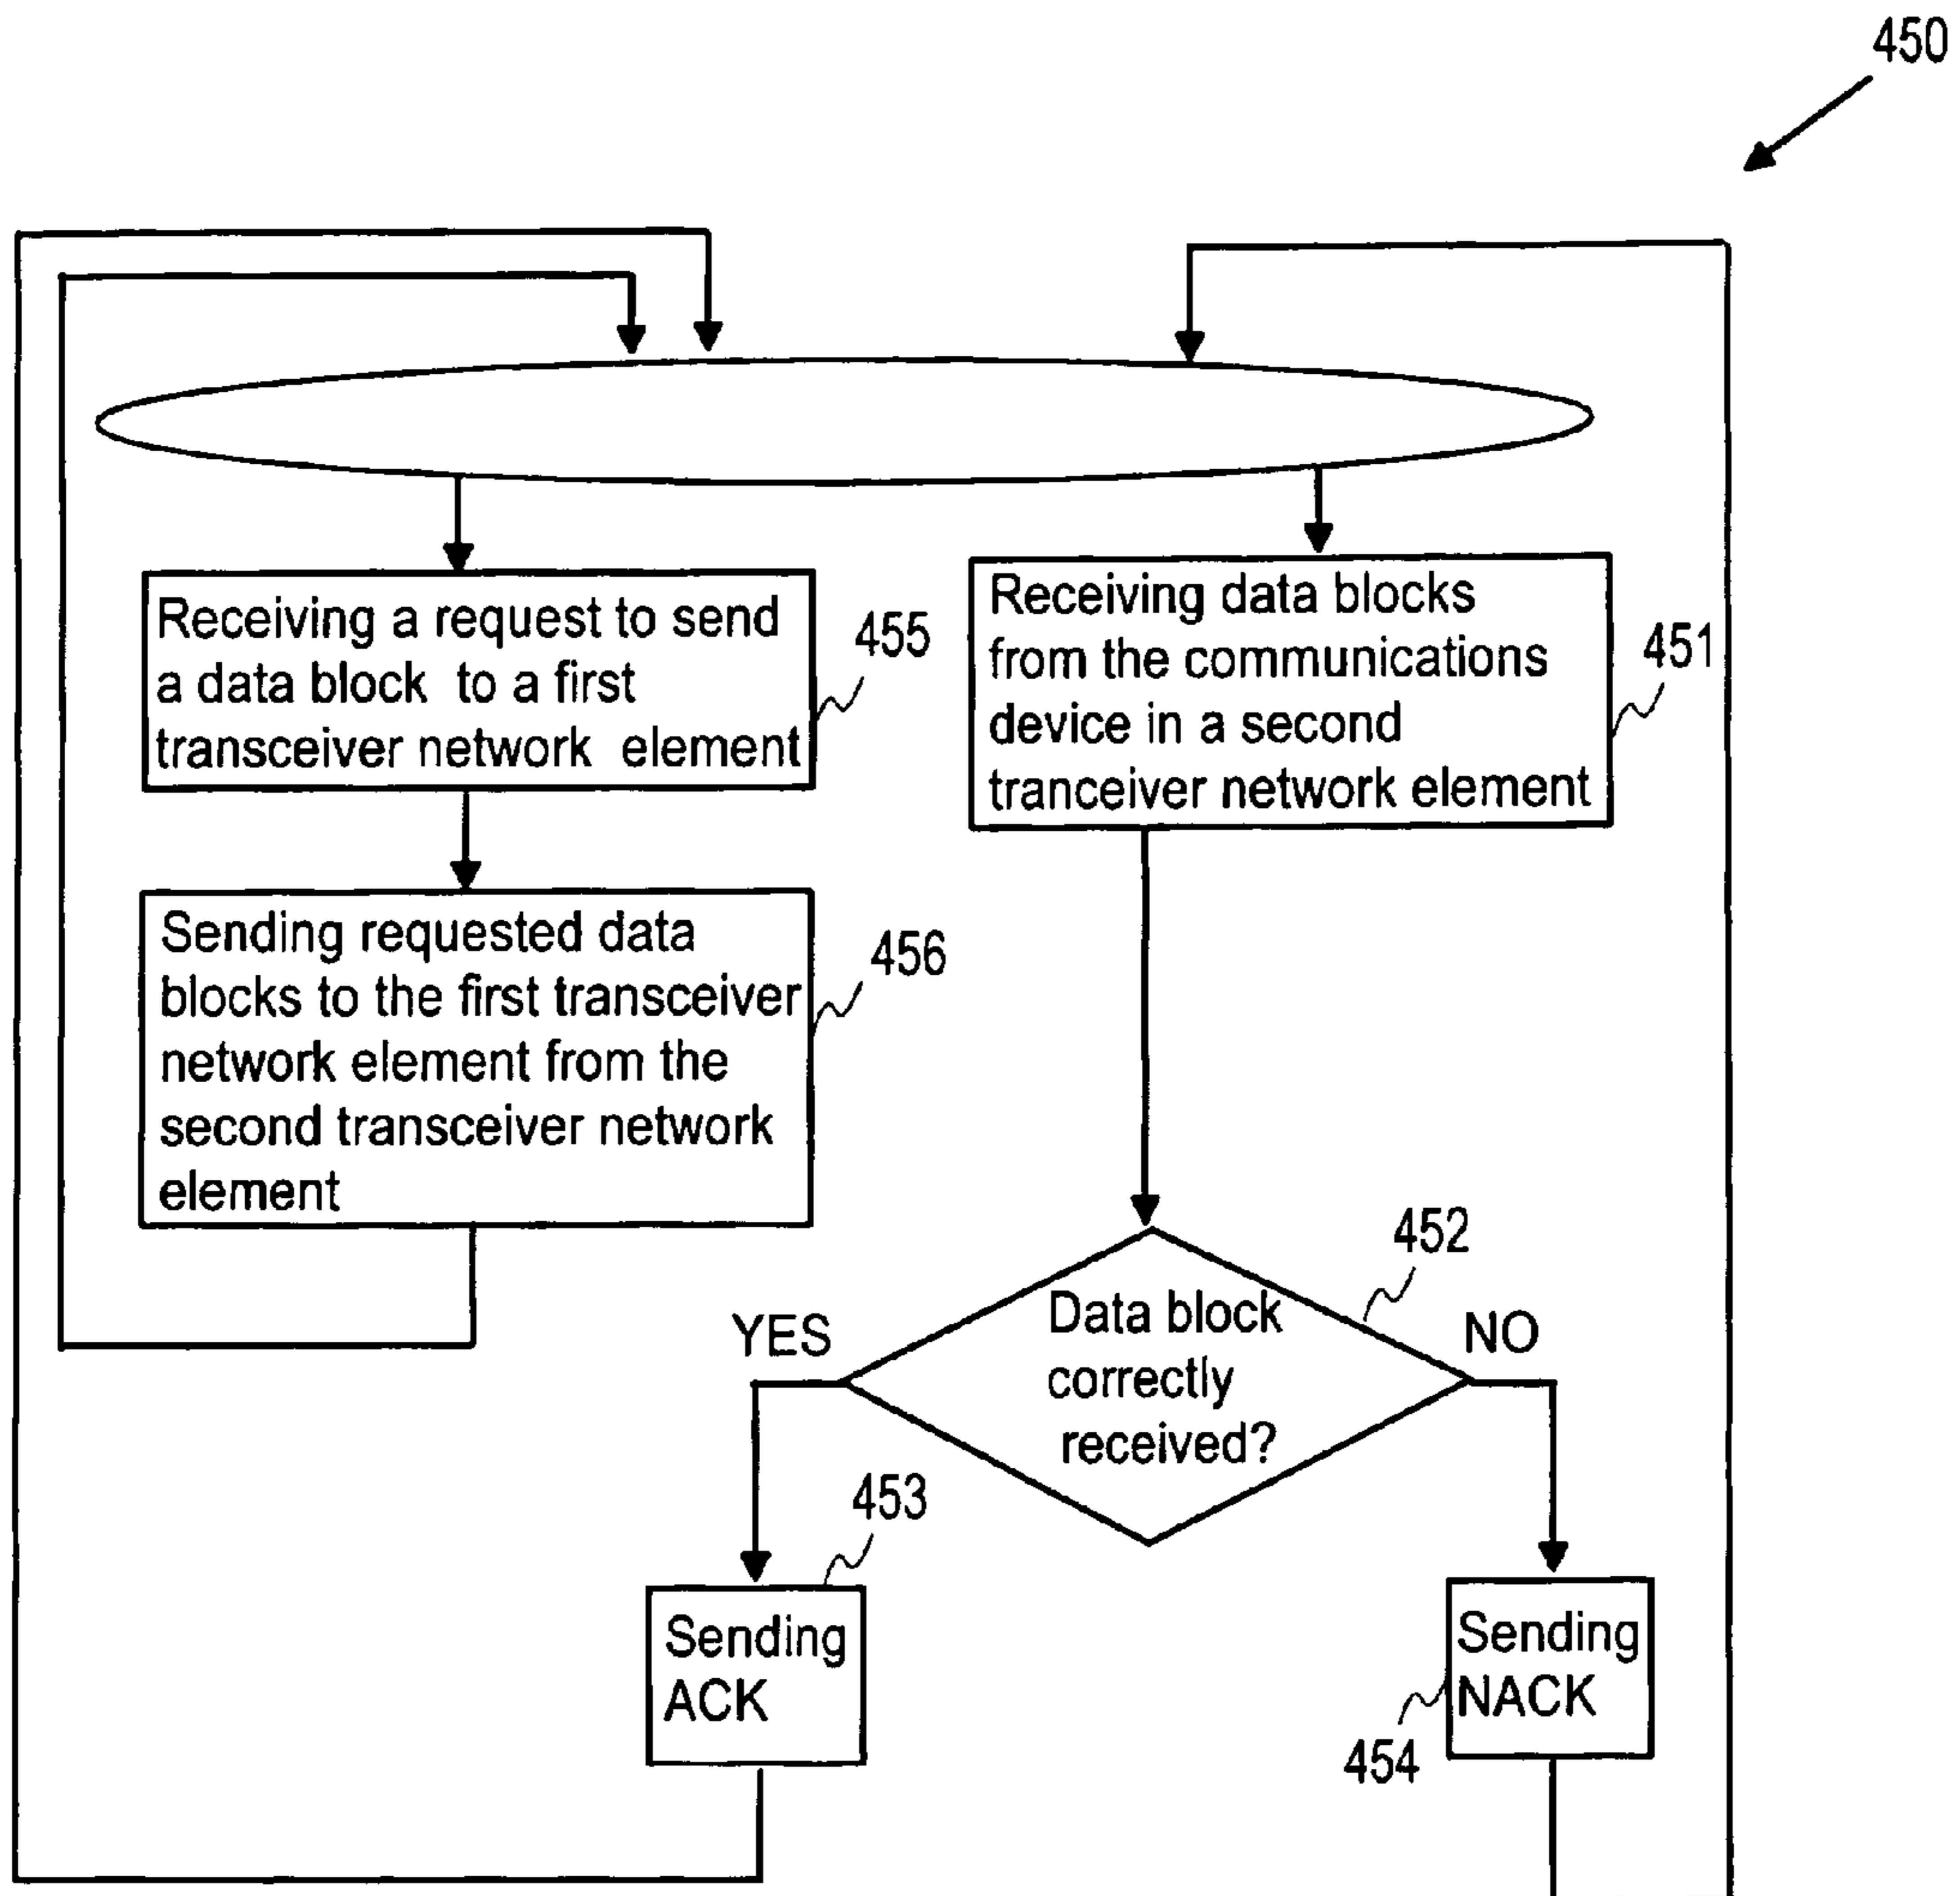 450
Receiving a request to send
a data block to a first
transceiver network element
455
Receiving data blocks
from the communications
device in a second
tranceiver network element
451
Sending requested data
blocks to the first transceiver
network element from the
second transceiver network
element
456
452
YES
Data block
correctly
received?
NO
453
Sending
ACK
Sending
NACK
454